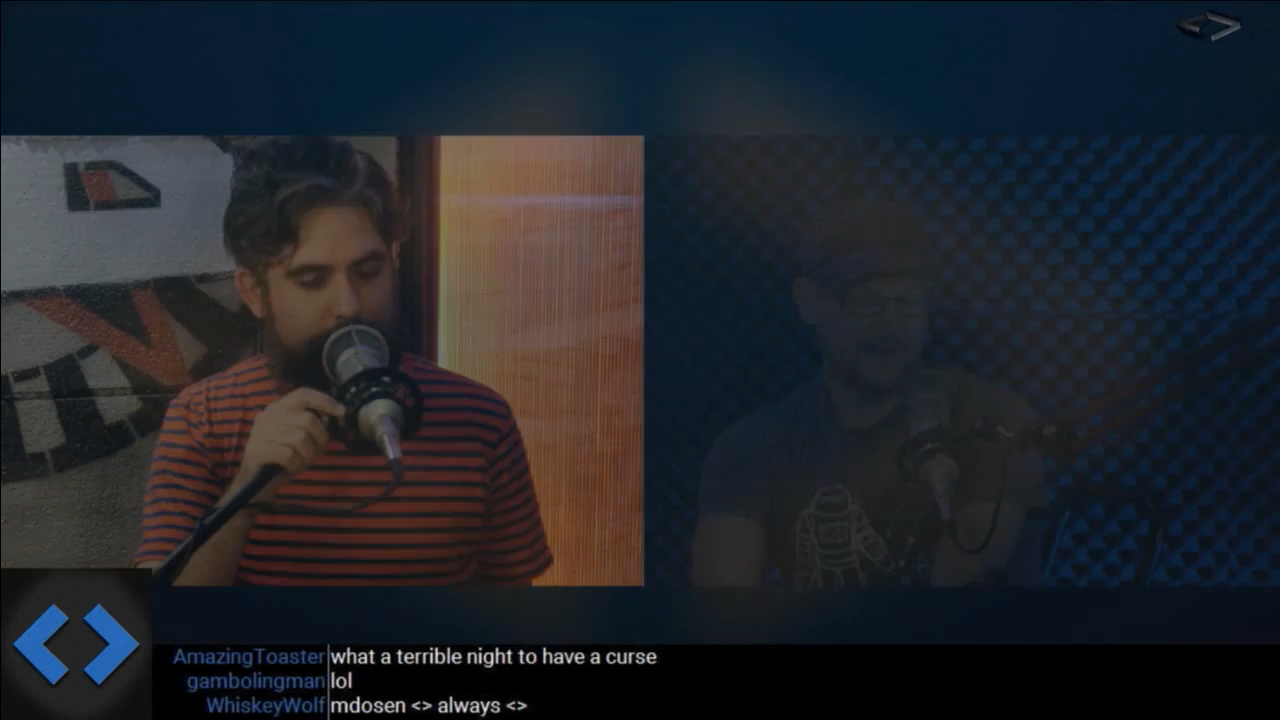 AmazingToaster what a terrible night to have a curse
gambolingman lol
WhiskeyWolf mdosen <> always <>